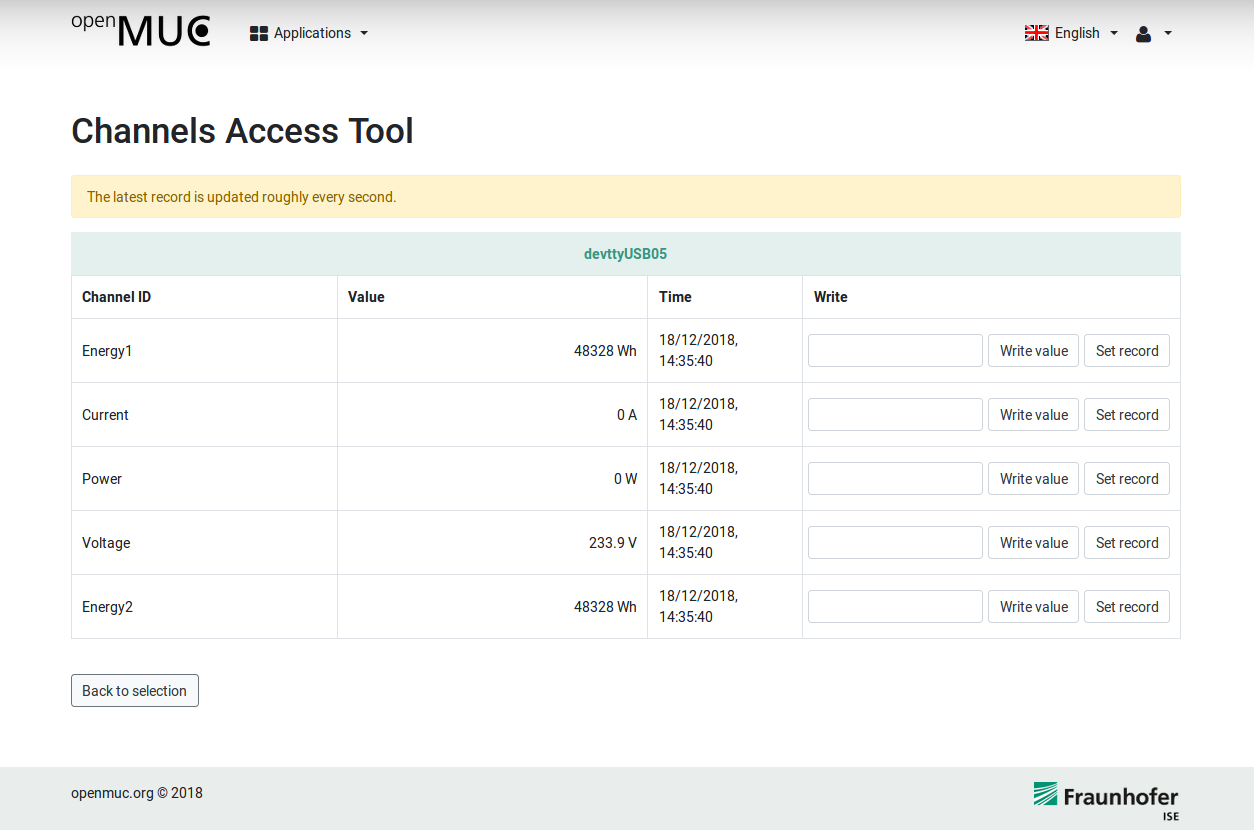 openMUC Applications English
Channels Access Tool
The latest record is updated roughly every second.
devttyUSB05
Channel ID Value Time Write
Energy1 48328 Wh 18/12/2018, 14:35:40 Write value Set record
Current 0 A 18/12/2018, 14:35:40 Write value Set record
Power 0 W 18/12/2018, 14:35:40 Write value Set record
Voltage 233.9 V 18/12/2018, 14:35:40 Write value Set record
Energy2 48328 Wh 18/12/2018, 14:35:40 Write value Set record
Back to selection
openmuc.org © 2018 Fraunhofer
ISE